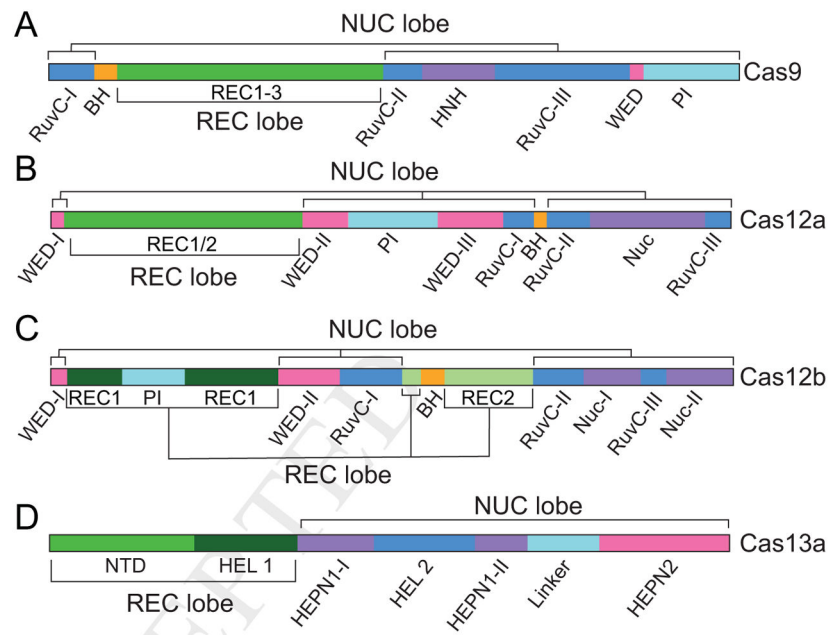 A
NUC lobe
Cas9
REC1-3
RuvC-I
BH
REC lobe
RuvC-II
HNH
RuvC-III
WED
PI
B
NUC lobe
Cas12a
REC1/2
WED-I
REC lobe
WED-II
PI
WED-III
RuvC-I
BH
RuvC-II
Nuc
RuvC-III
C
NUC lobe
Cas12b
REC1
PI
REC1
REC2
WED-I
WED-II
RuvC-I
BH
RuvC-II
Nuc-I
RuvC-III
Nuc-II
REC lobe
D
NUC lobe
Cas13a
NTD
HEL 1
REC lobe
HEPN1-I
HEL 2
HEPN1-II
Linker
HEPN2